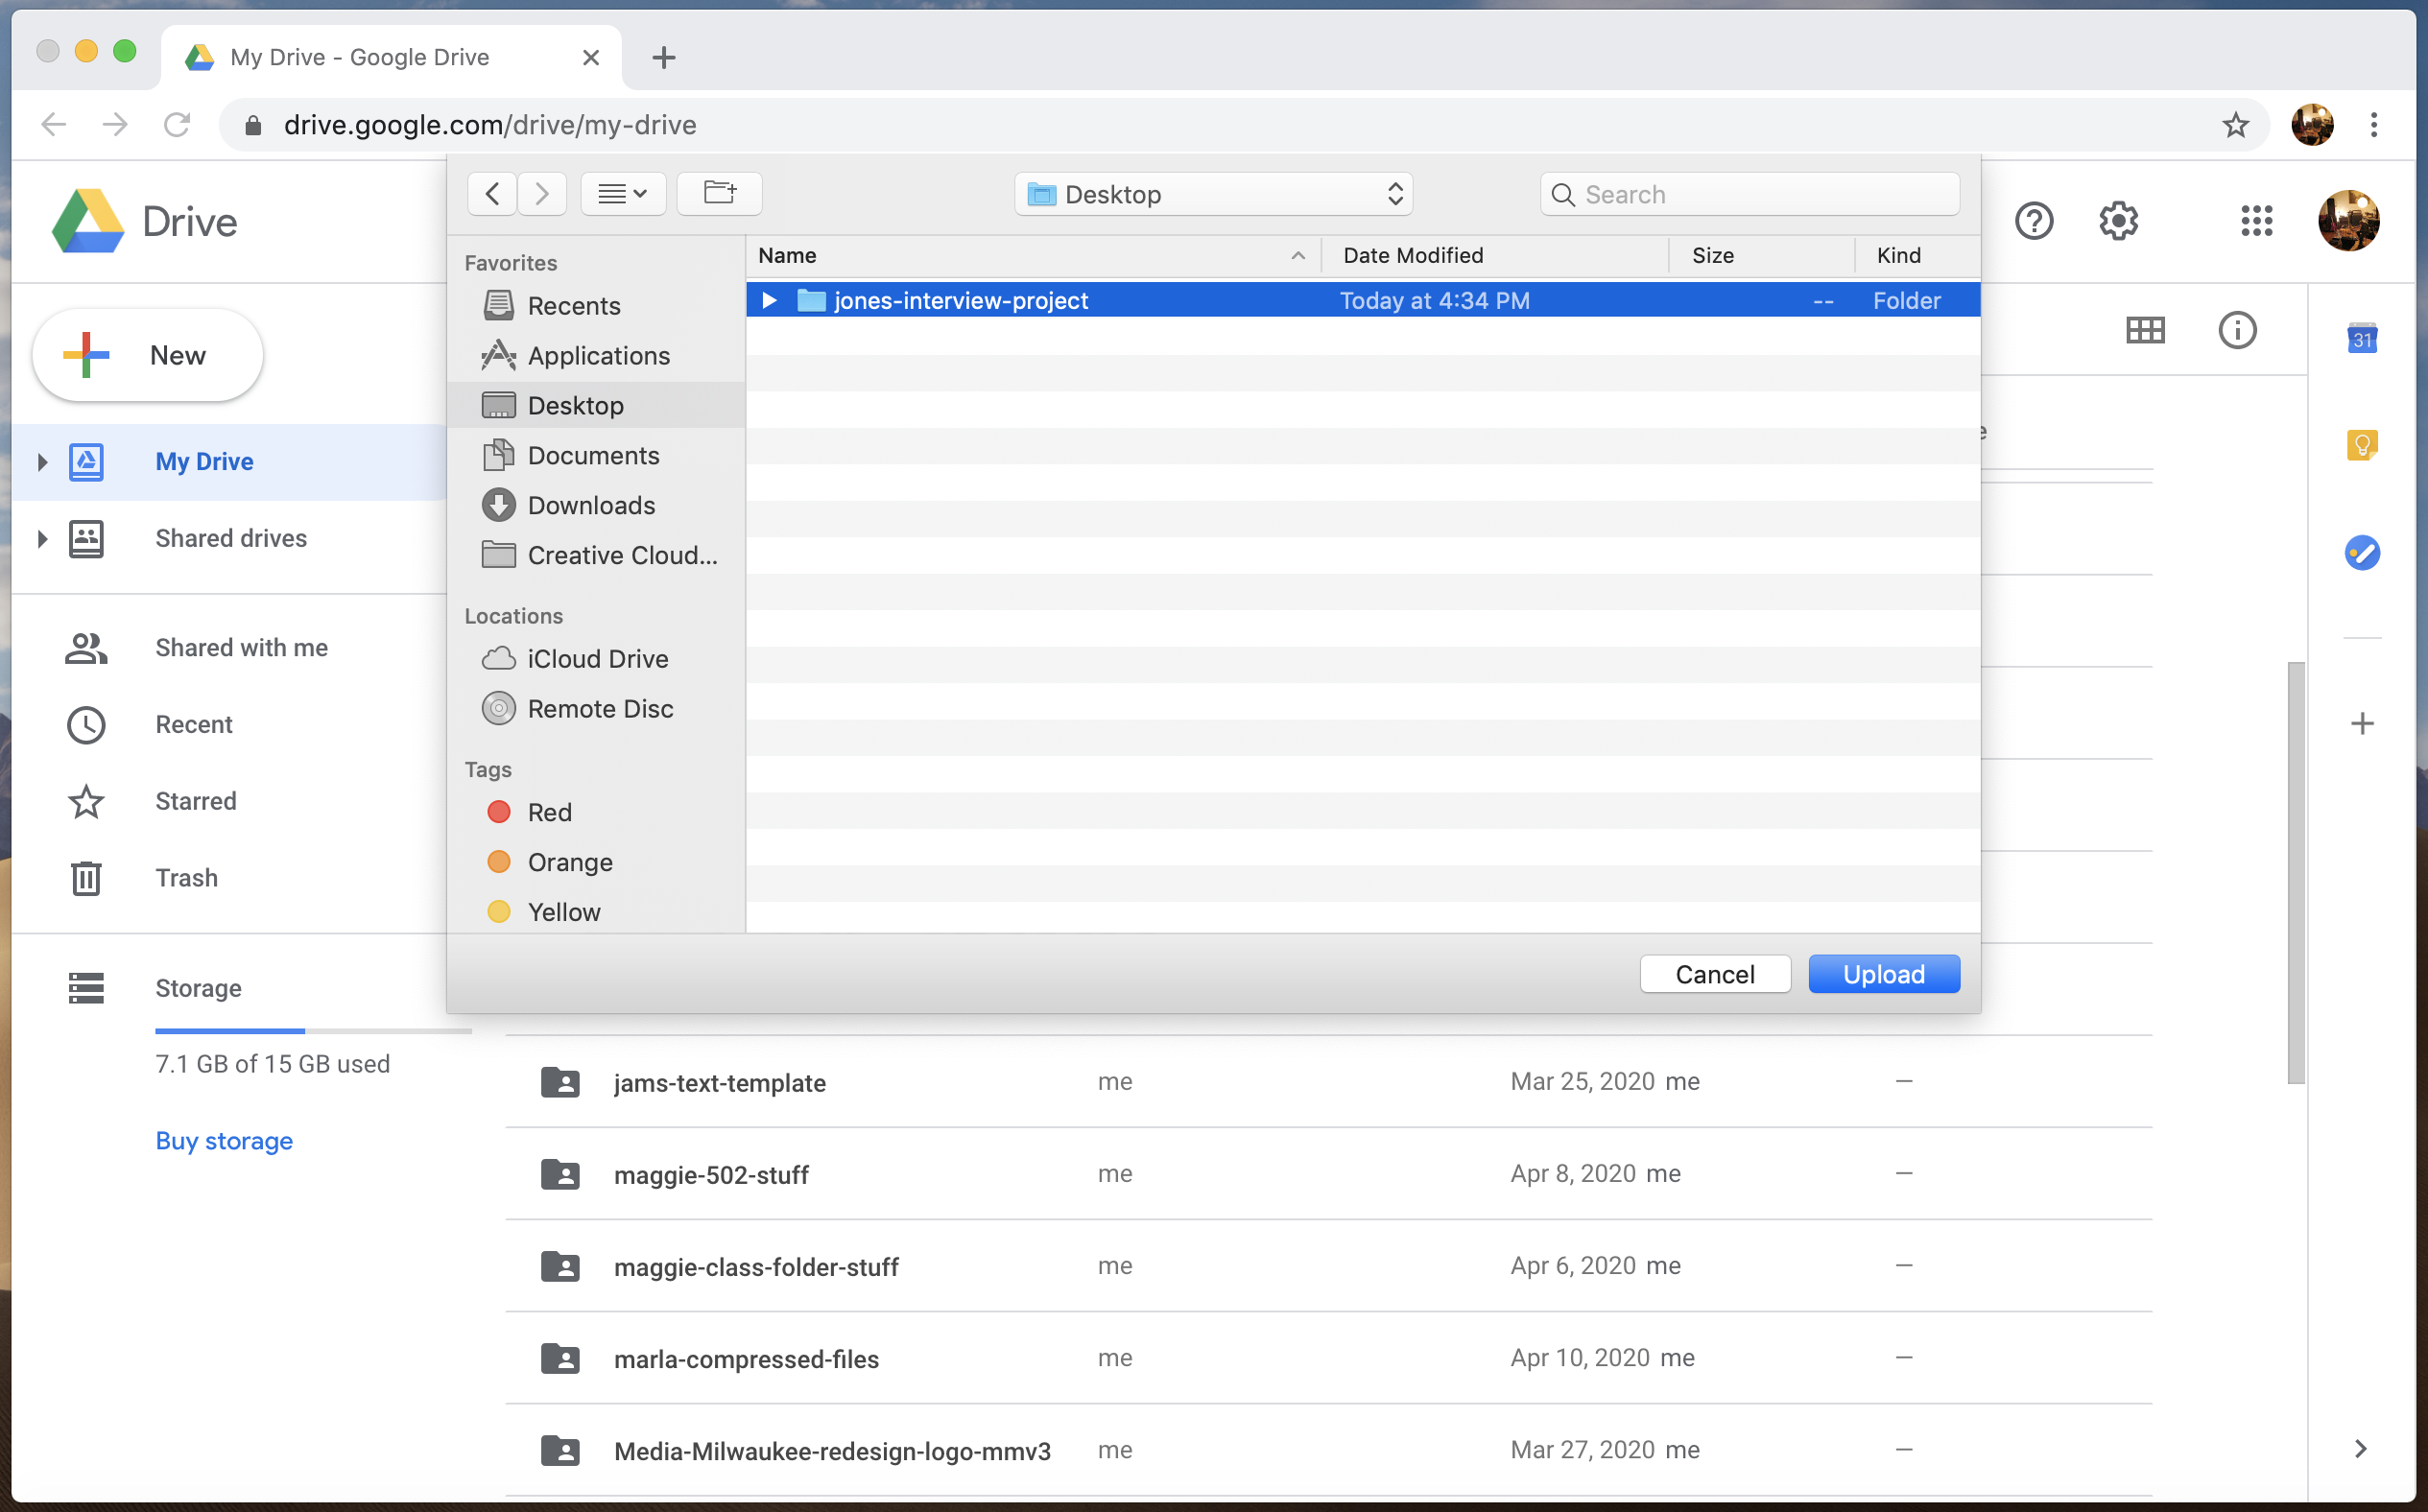 My Drive - Google Drive
drive.google.com/drive/my-drive
Drive
Desktop
Search
Name Date Modified Size Kind
jones-interview-project Today at 4:34 PM -- Folder
Favorites
Recents
Applications
Desktop
Documents
Downloads
Creative Cloud...
Locations
iCloud Drive
Remote Disc
Tags
Red
Orange
Yellow
Cancel Upload
New
My Drive
Shared drives
Shared with me
Recent
Starred
Trash
Storage
7.1 GB of 15 GB used
Buy storage
31
jams-text-template me Mar 25, 2020 me —
maggie-502-stuff me Apr 8, 2020 me —
maggie-class-folder-stuff me Apr 6, 2020 me —
marla-compressed-files me Apr 10, 2020 me —
Media-Milwaukee-redesign-logo-mmv3 me Mar 27, 2020 me —